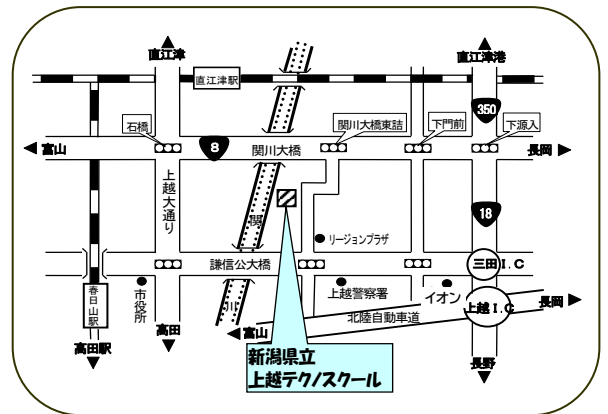 直江津
直江津港
直江津駅
350
石橋
関川大橋東詰
下門前
下源入
富山
8
関川大橋
長岡
上越大通り
関
18
リージョンプラザ
謙信公大橋
三田I.C
春日山駅
市役所
川
上越警察署
イオン
上越I.C
長岡
高田
富山
北陸自動車道
高田駅
長野
新潟県立
上越テクノスクール